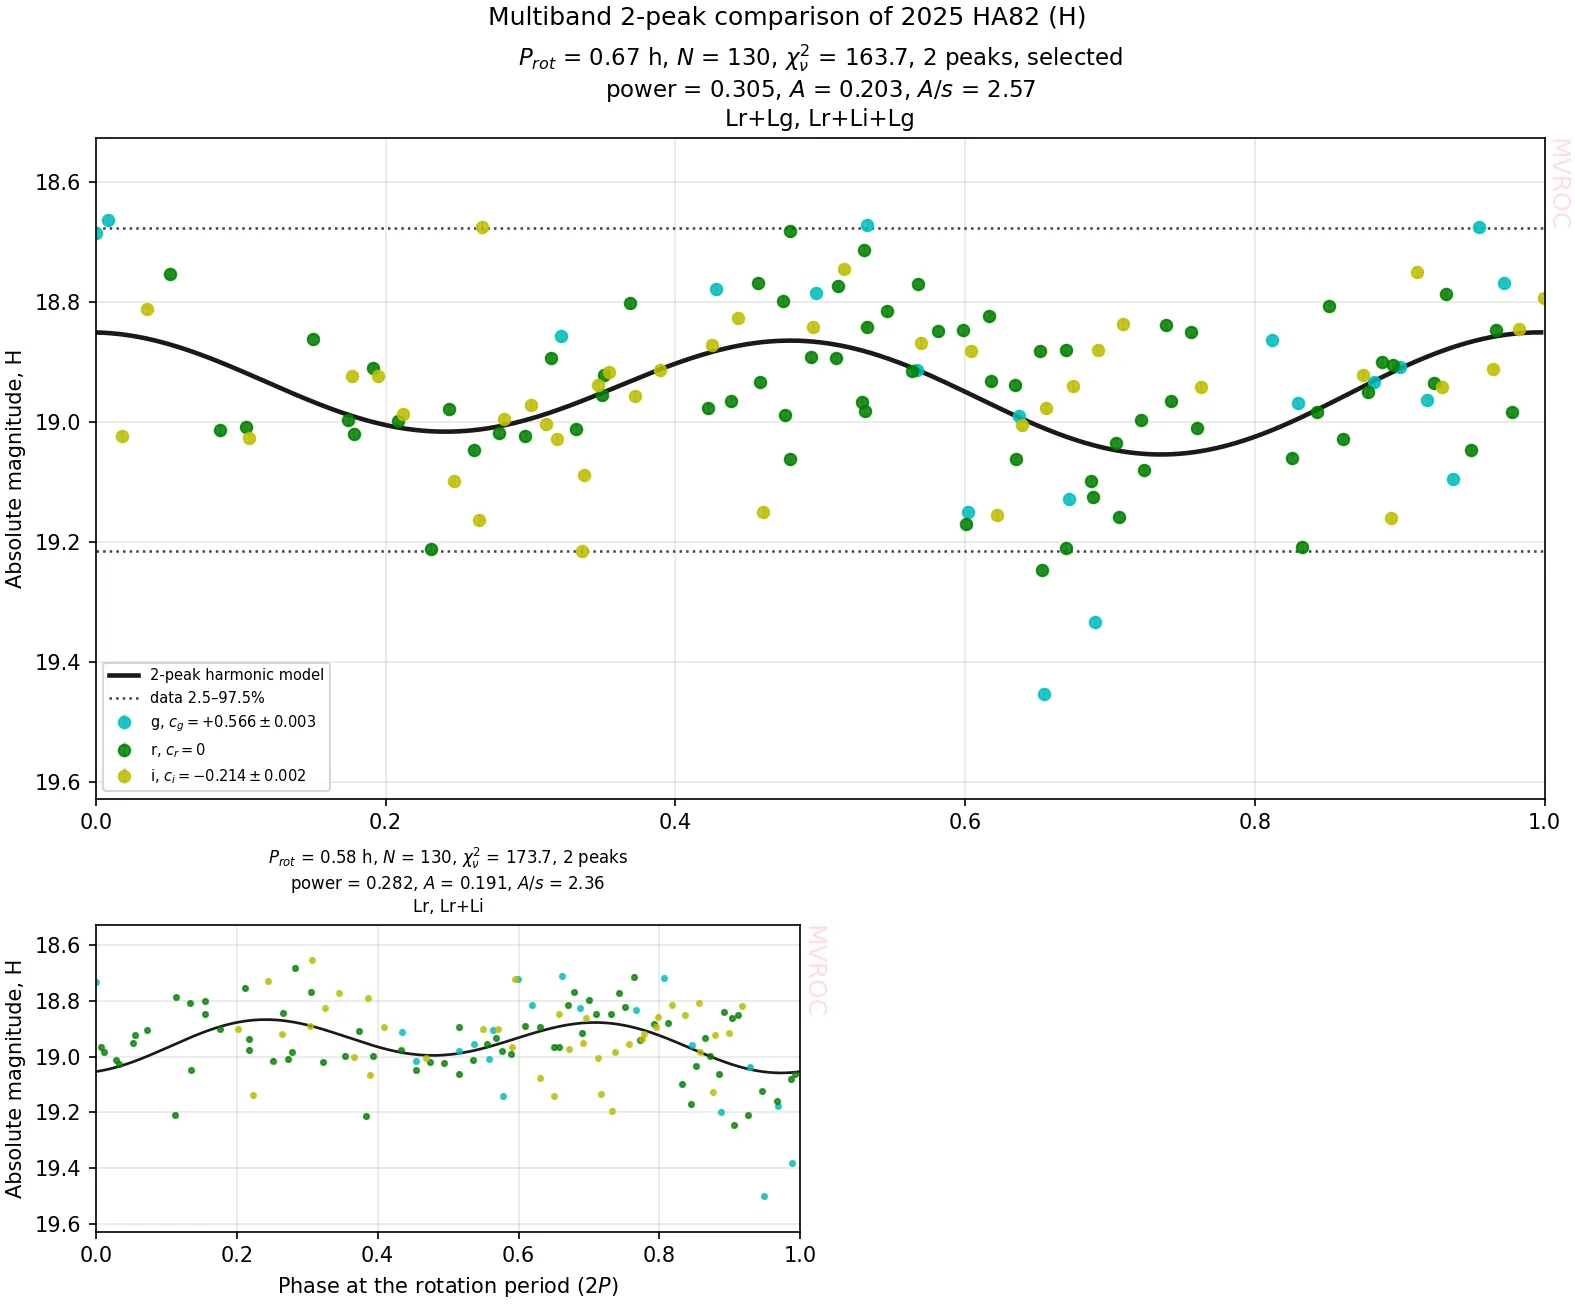 Multiband 2-peak comparison of 2025 HA82 (H)
P_rot = 0.67 h, N = 130, χ²_ν = 163.7, 2 peaks, selected
power = 0.305, A = 0.203, A/s = 2.57
Lr+Lg, Lr+Li+Lg
MVROC
Absolute magnitude, H
18.6
18.8
19.0
19.2
19.4
19.6
2-peak harmonic model
data 2.5–97.5%
g, c_g = +0.566 ± 0.003
r, c_r = 0
i, c_i = −0.214 ± 0.002
0.0 0.2 0.4 0.6 0.8 1.0
P_rot = 0.58 h, N = 130, χ²_ν = 173.7, 2 peaks
power = 0.282, A = 0.191, A/s = 2.36
Lr, Lr+Li
MVROC
Absolute magnitude, H
18.6
18.8
19.0
19.2
19.4
19.6
0.0 0.2 0.4 0.6 0.8 1.0
Phase at the rotation period (2P)